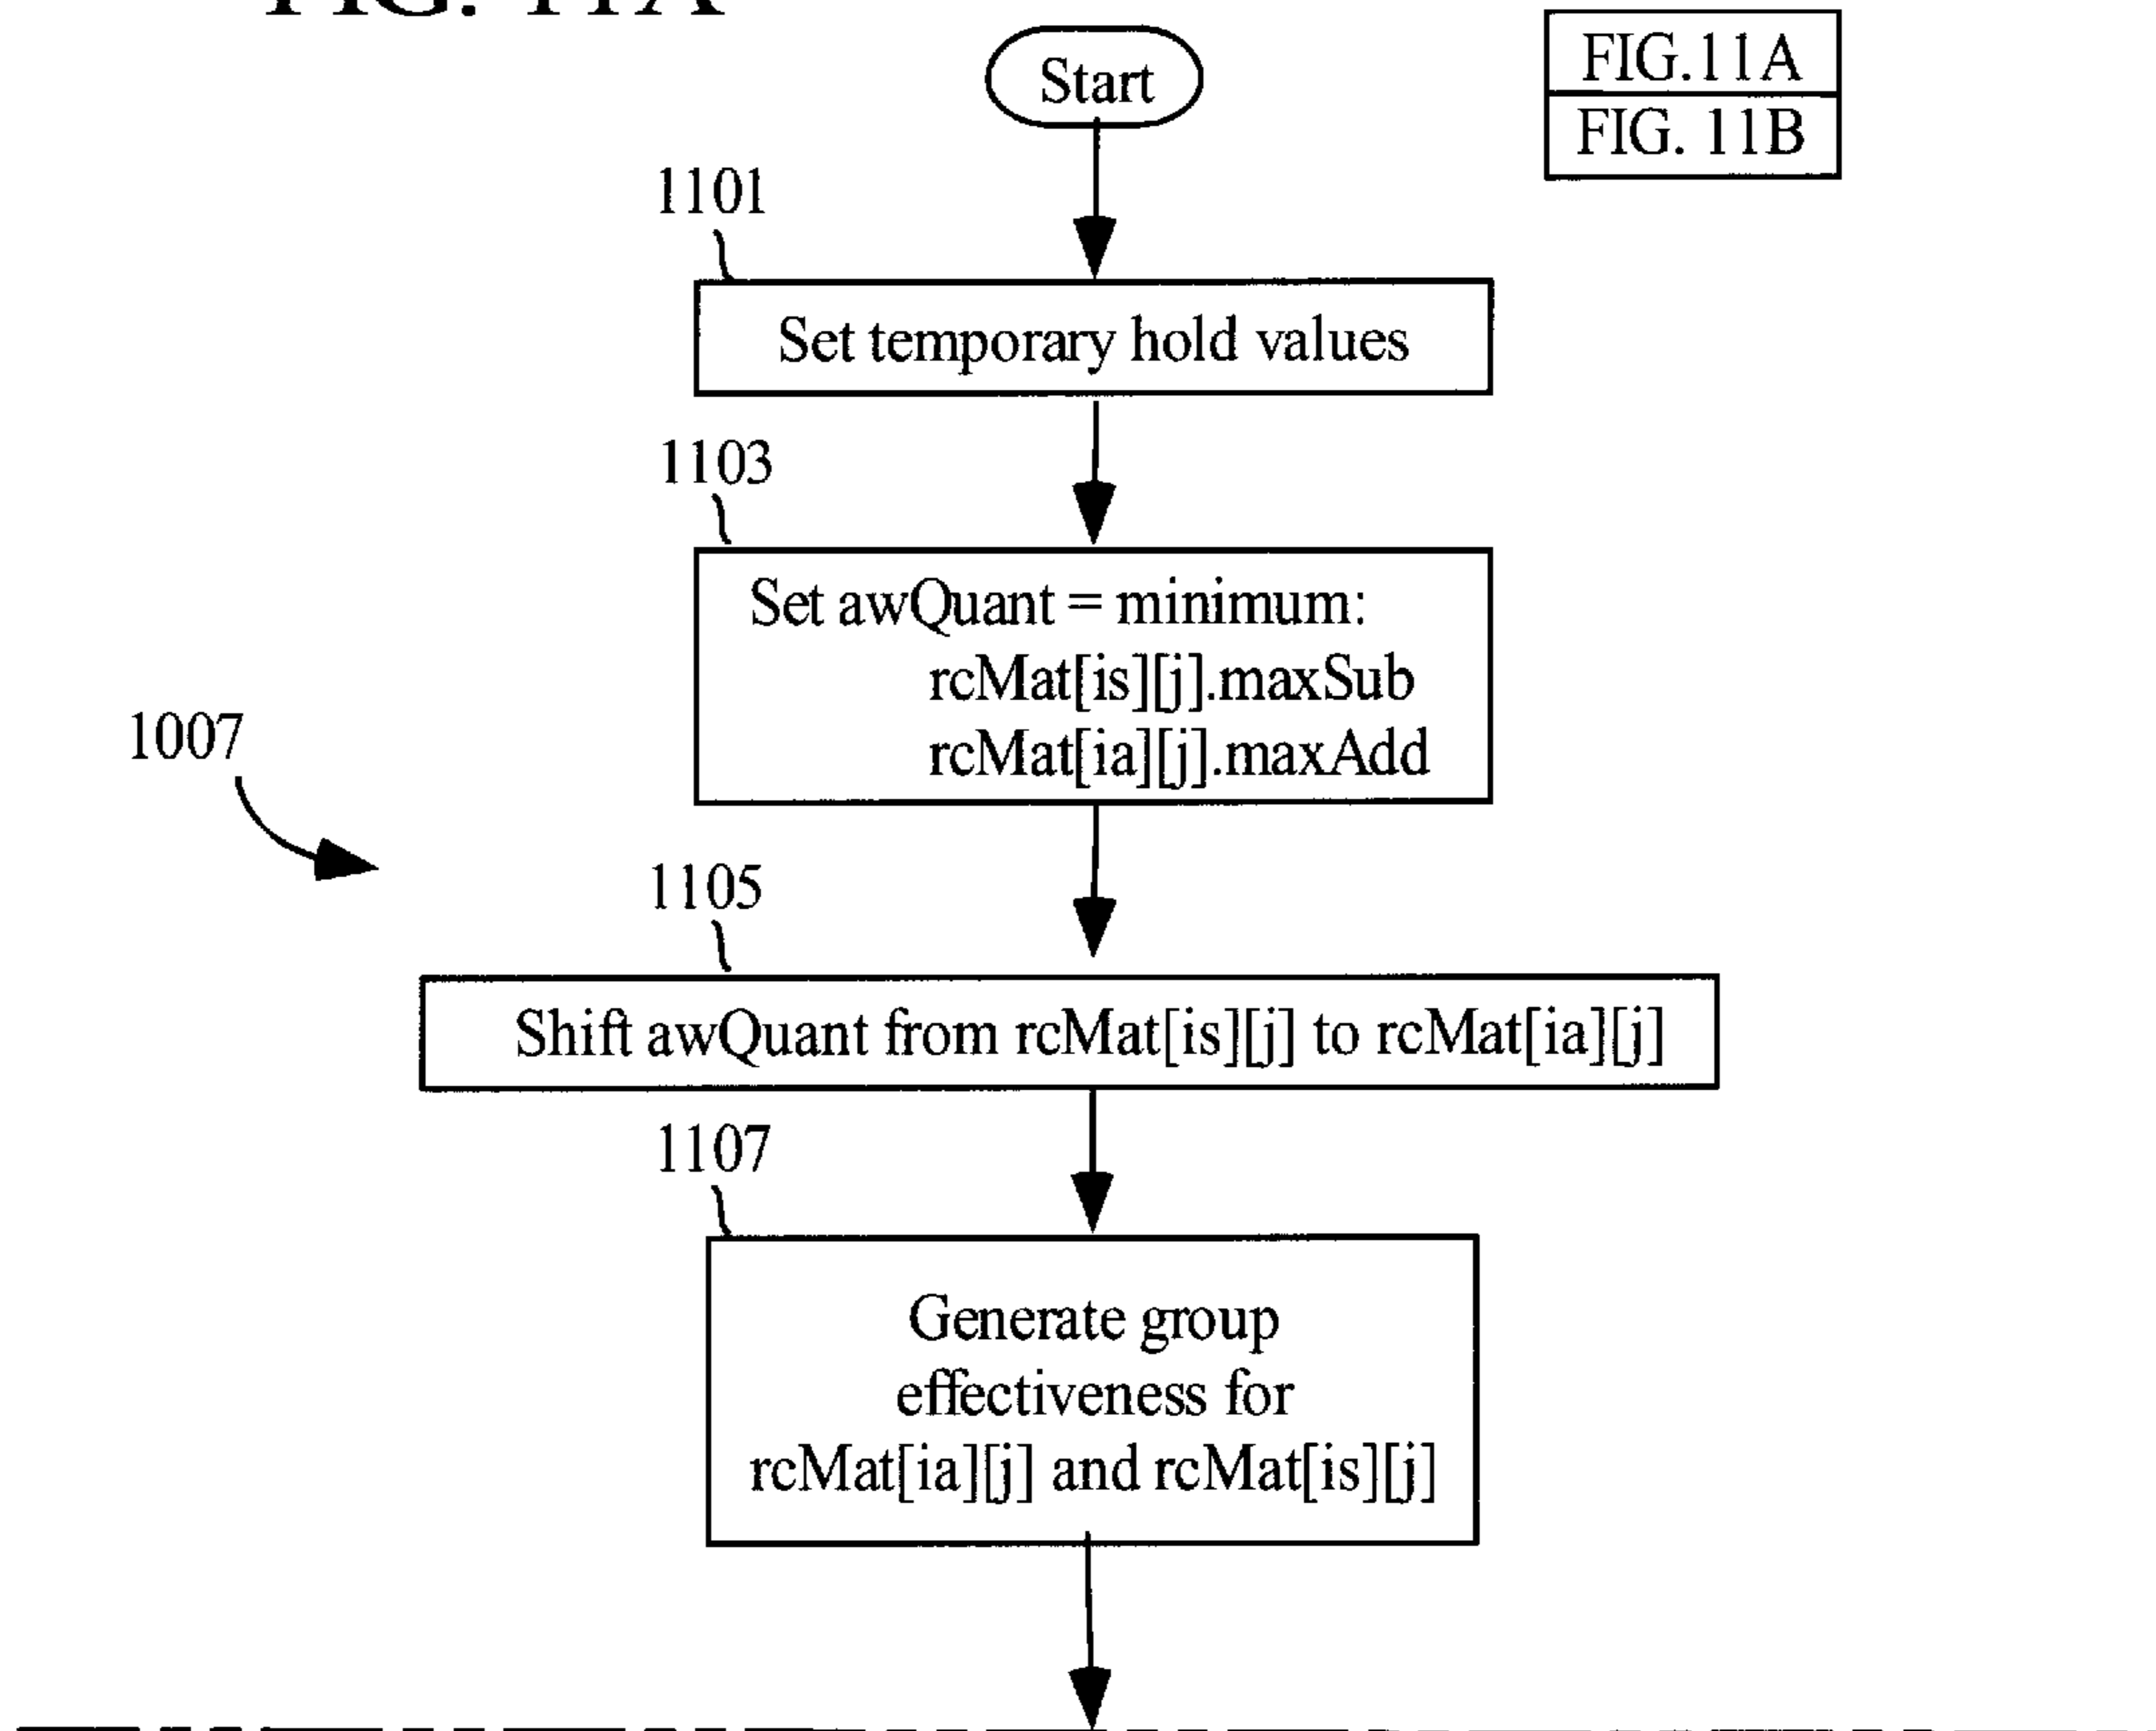 FIG. 11A
Start
FIG.11A
FIG. 11B
1101
Set temporary hold values
1103
Set awQuant = minimum:
rcMat[is][j].maxSub
rcMat[ia][j].maxAdd
1007
1105
Shift awQuant from rcMat[is][j] to rcMat[ia][j]
1107
Generate group
effectiveness for
rcMat[ia][j] and rcMat[is][j]